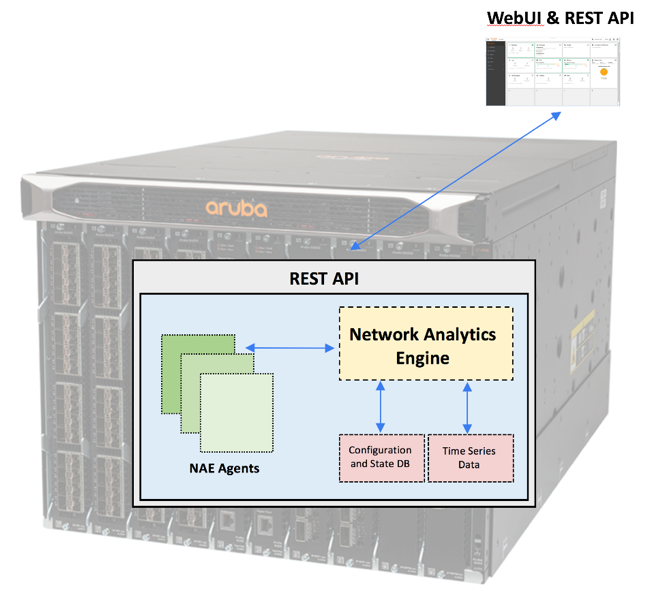 WebUI & REST API
aruba
REST API
Network Analytics
Engine
NAE Agents
Configuration
and State DB
Time Series
Data